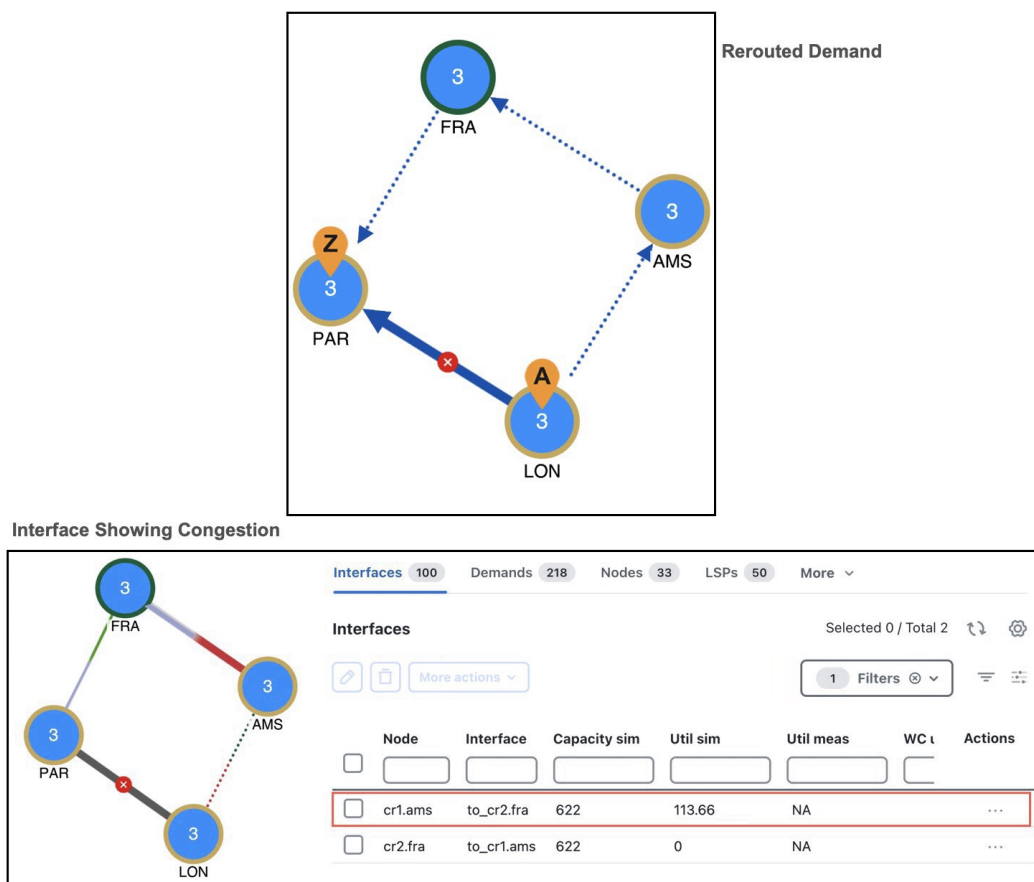 Rerouted Demand
3
FRA
3
AMS
Z
3
PAR
A
3
LON
Interface Showing Congestion
3
FRA
3
AMS
3
PAR
3
LON
Interfaces 100 Demands 218 Nodes 33 LSPs 50 More
Interfaces Selected 0 / Total 2
More actions 1 Filters
Node Interface Capacity sim Util sim Util meas WC Actions
cr1.ams to_cr2.fra 622 113.66 NA ...
cr2.fra to_cr1.ams 622 0 NA ...